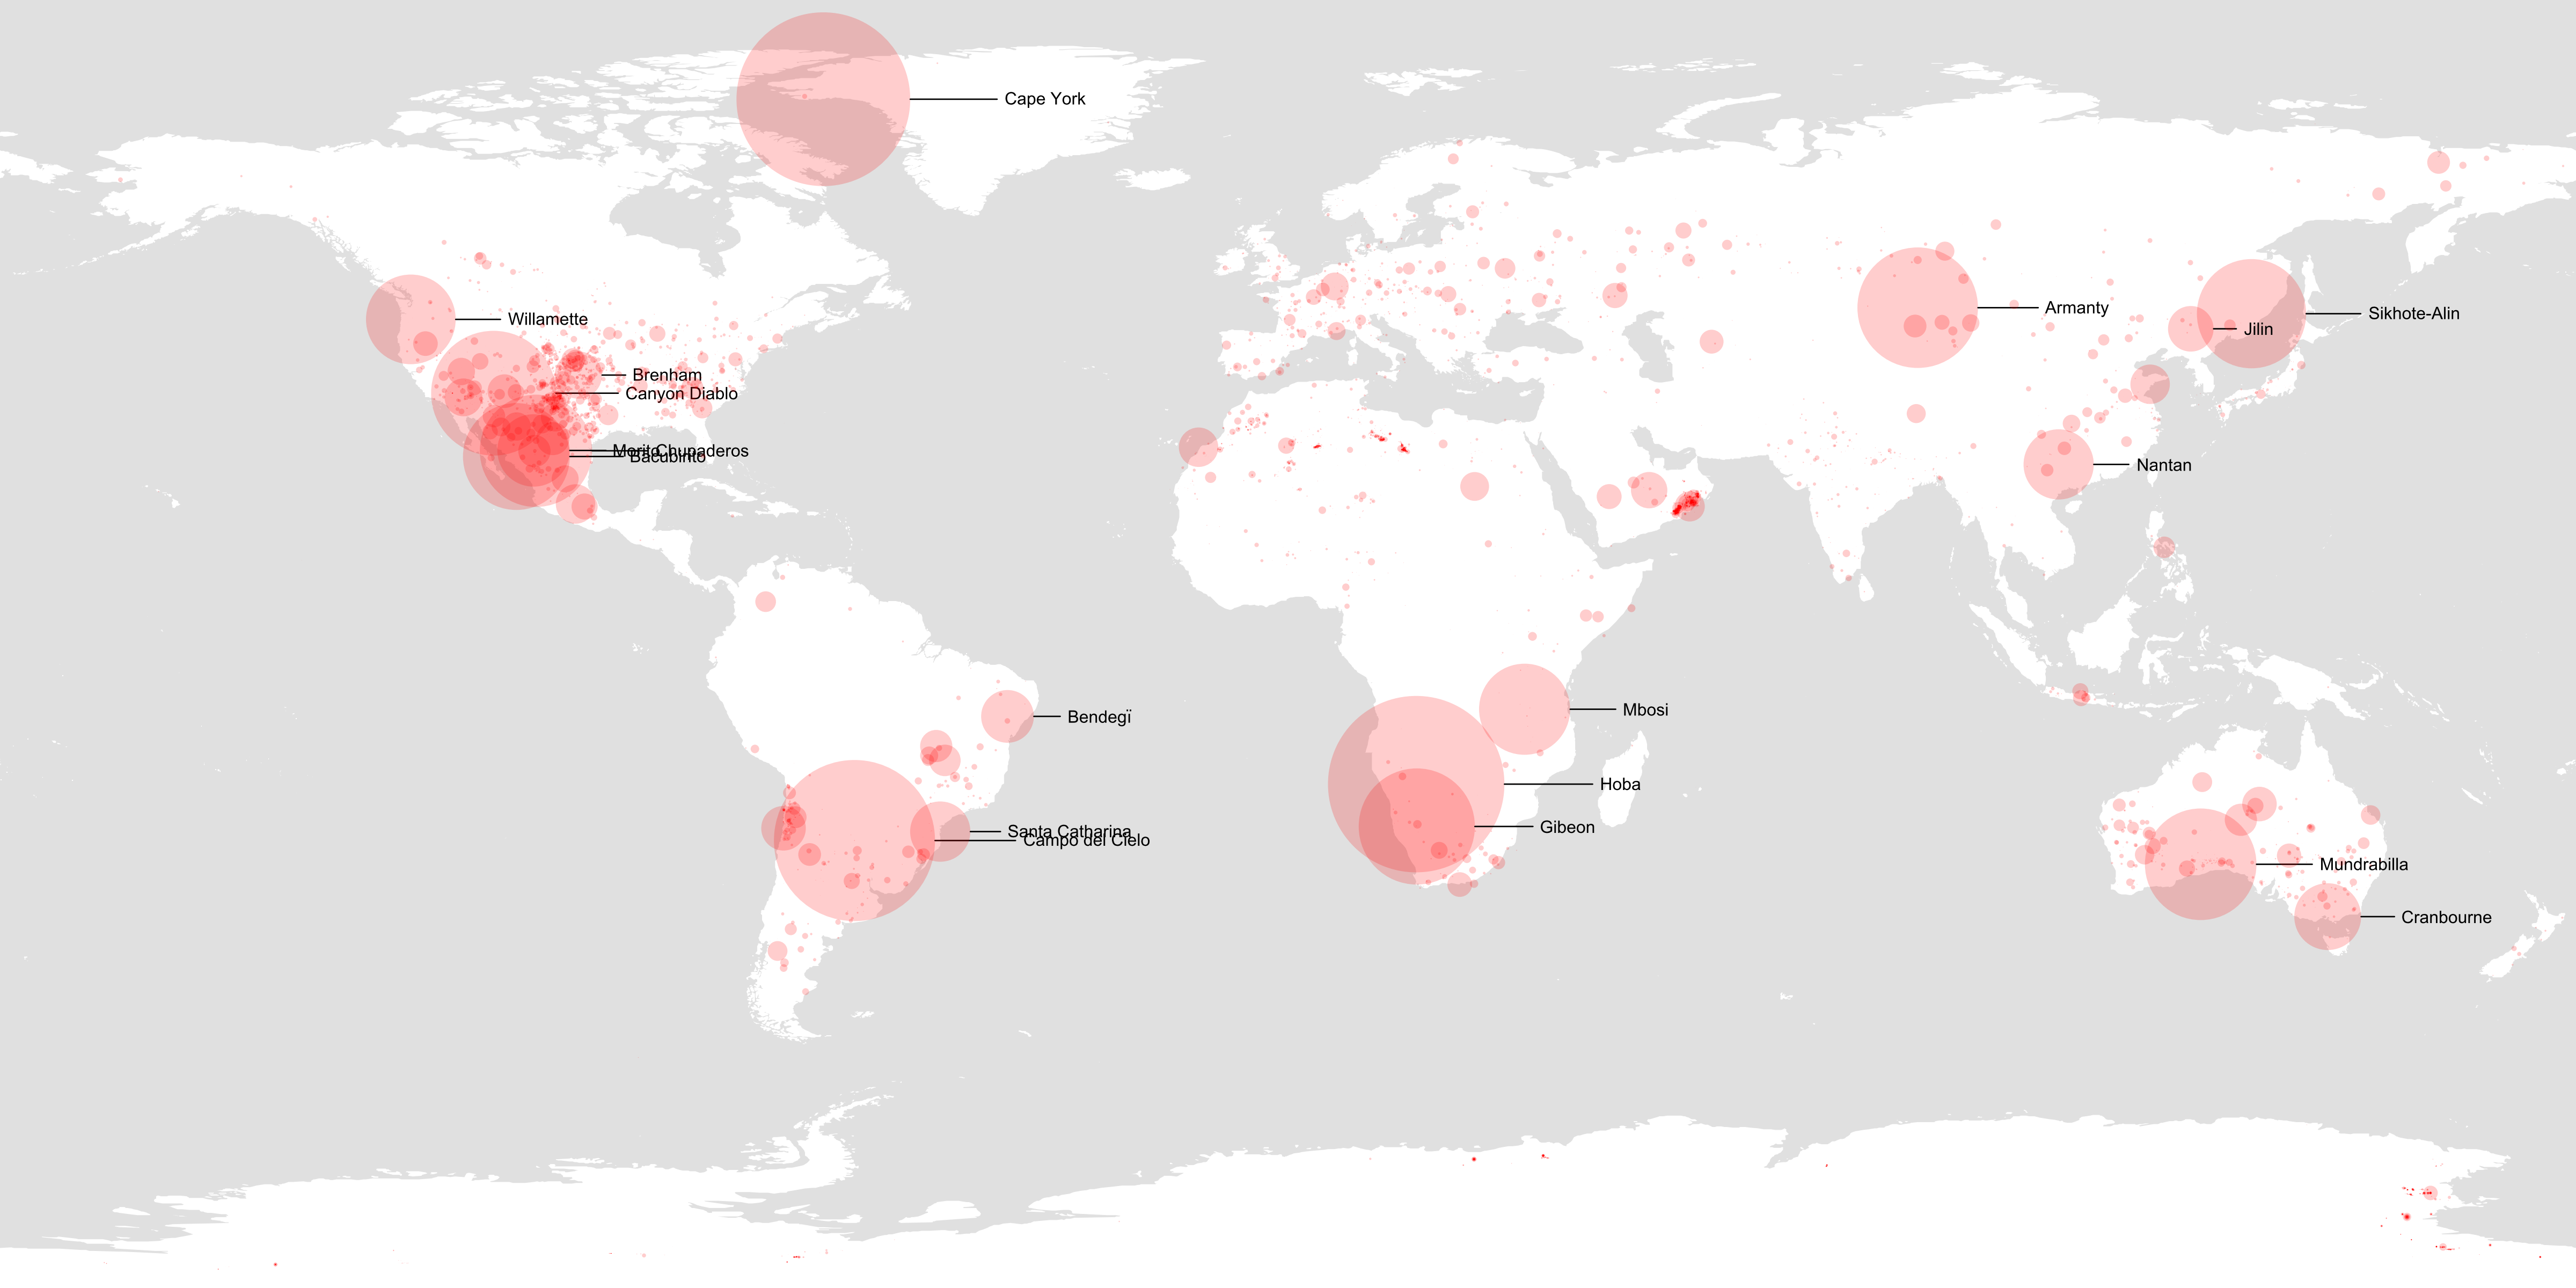 Cape York
Armanty
Sikhote-Alin
Willamette
Jilin
Brenham
Canyon Diablo
Morito
Chupaderos
Bacubirito
Nantan
Mbosi
Bendegï
Hoba
Gibeon
Santa Catharina
Campo del Cielo
Mundrabilla
Cranbourne